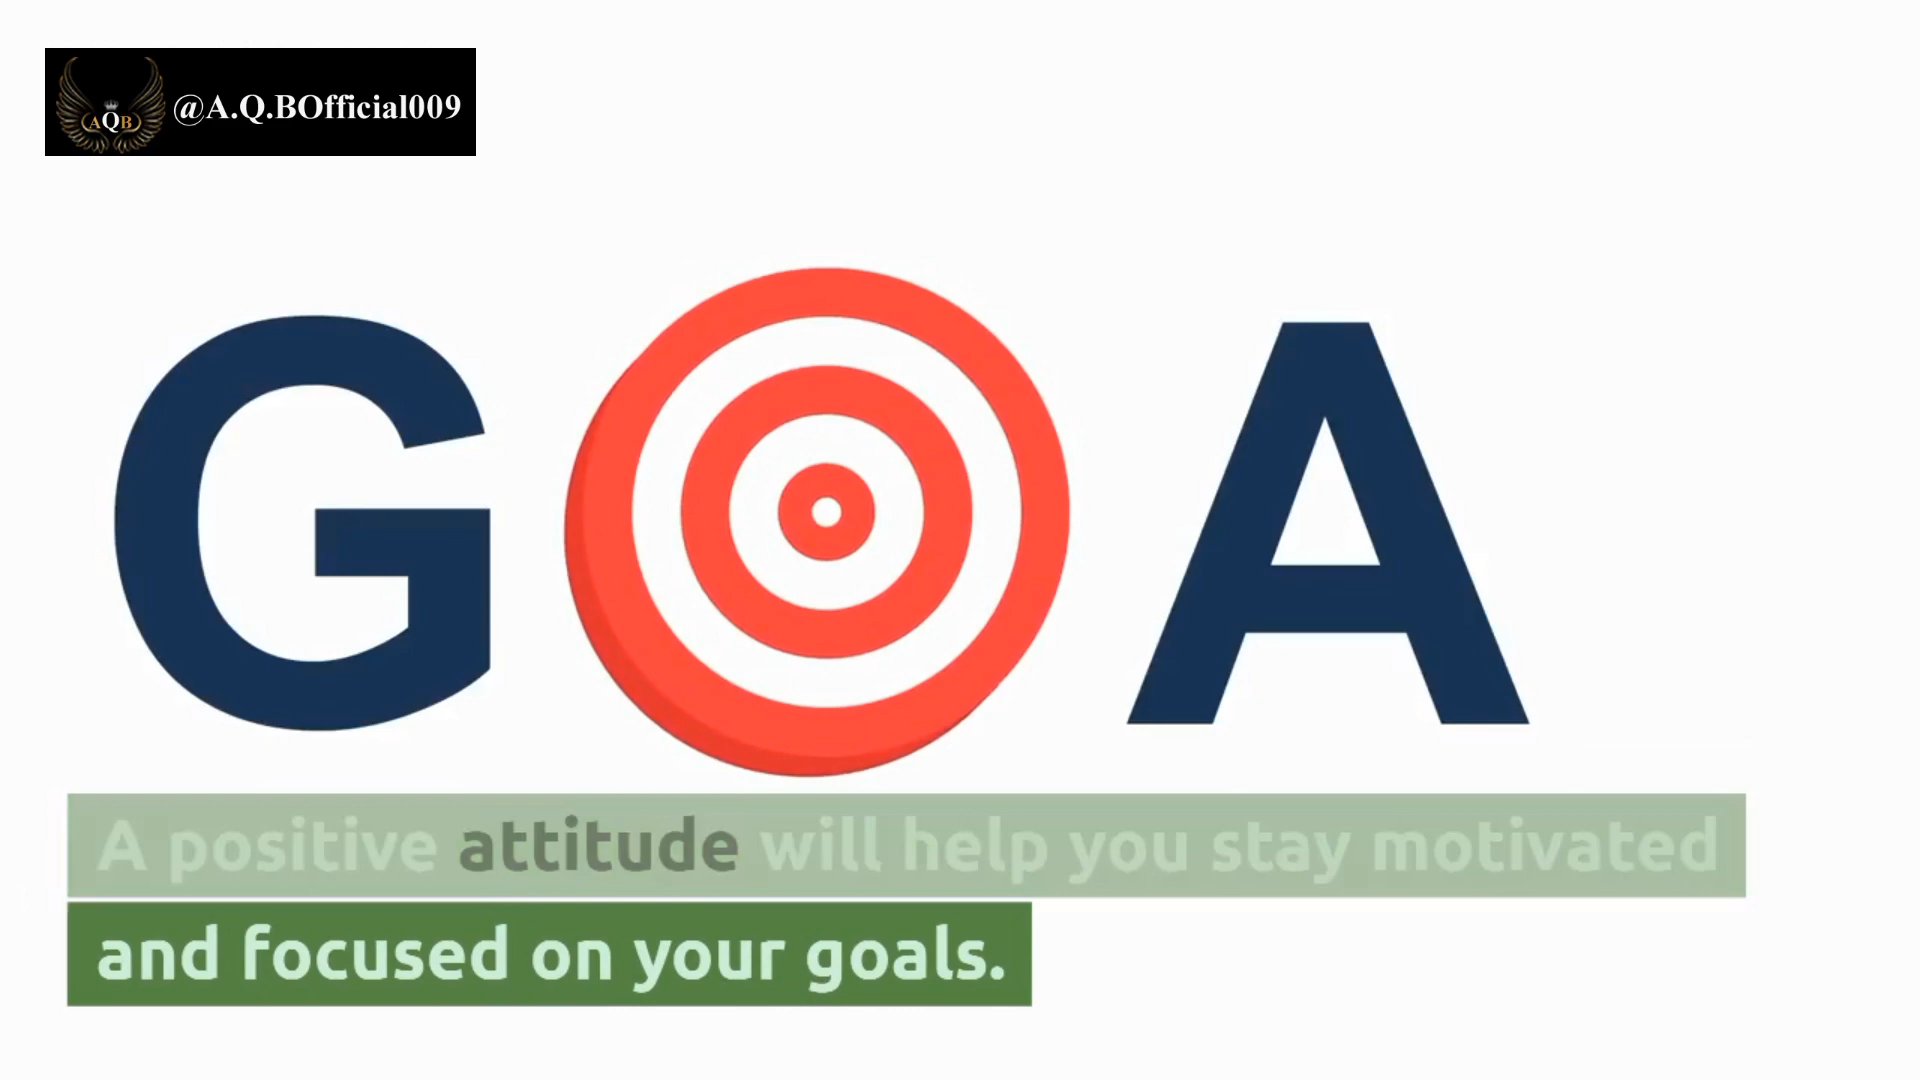 AQB @A.Q.BOfficial009
GOA
A positive attitude will help you stay motivated
and focused on your goals.